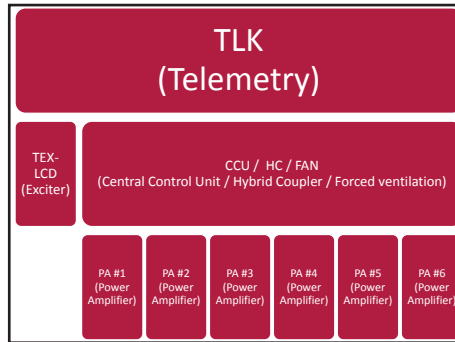 TLK
(Telemetry)
TEX-
LCD
(Exciter)
CCU / HC / FAN
(Central Control Unit / Hybrid Coupler / Forced ventilation)
PA #1
(Power
Amplifier)
PA #2
(Power
Amplifier)
PA #3
(Power
Amplifier)
PA #4
(Power
Amplifier)
PA #5
(Power
Amplifier)
PA #6
(Power
Amplifier)